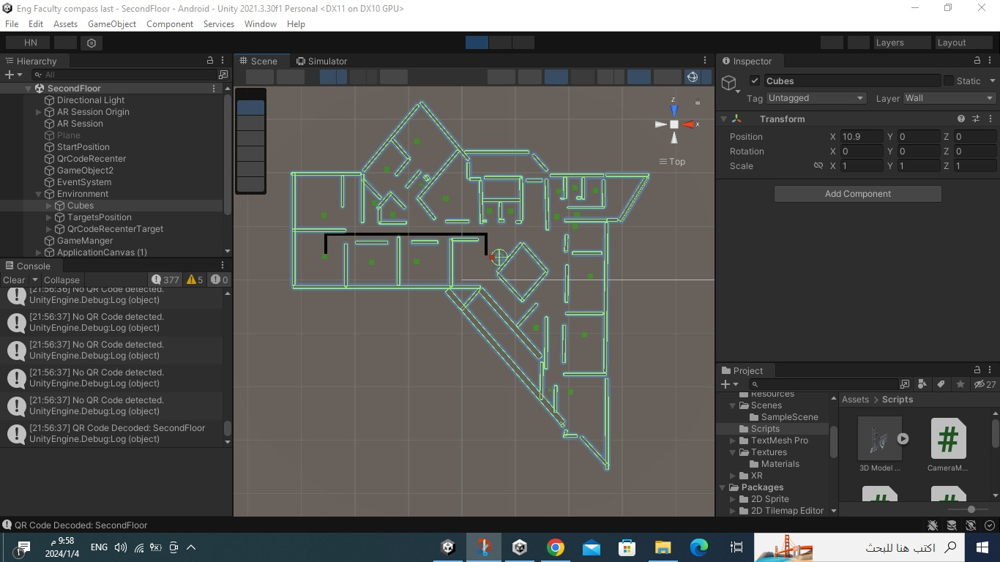 Eng Faculty compass last - SecondFloor - Android - Unity 2021.3.30f1 Personal <DX11 on DX10 GPU>
File Edit Assets GameObject Component Services Window Help
HN
Layers Layout
Hierarchy
All
SecondFloor
Directional Light
AR Session Origin
AR Session
Plane
StartPosition
QrCodeRecenter
GameObject2
EventSystem
Environment
Cubes
TargetsPosition
QrCodeRecenterTarget
GameManger
ApplicationCanvas (1)
Console
Clear Collapse 377 5 0
[21:56:36] No QR Code detected.
UnityEngine.Debug:Log (object)
[21:56:37] No QR Code detected.
UnityEngine.Debug:Log (object)
[21:56:37] No QR Code detected.
UnityEngine.Debug:Log (object)
[21:56:37] No QR Code detected.
UnityEngine.Debug:Log (object)
[21:56:37] No QR Code detected.
UnityEngine.Debug:Log (object)
[21:56:37] QR Code Decoded: SecondFloor
UnityEngine.Debug:Log (object)
Scene Simulator
z
x
Top
Inspector
Cubes Static
Tag Untagged Layer Wall
Transform
Position X 10.9 Y 0 Z 0
Rotation X 0 Y 0 Z 0
Scale X 1 Y 1 Z 1
Add Component
Project
27
Resources
Scenes
SampleScene
Scripts
TextMesh Pro
Textures
Materials
XR
Packages
2D Sprite
2D Tilemap Editor
Assets > Scripts
3D Model ...
CameraM...
QR Code Decoded: SecondFloor
1
9:58 م
2024/1/4
ENG
اكتب هنا للبحث